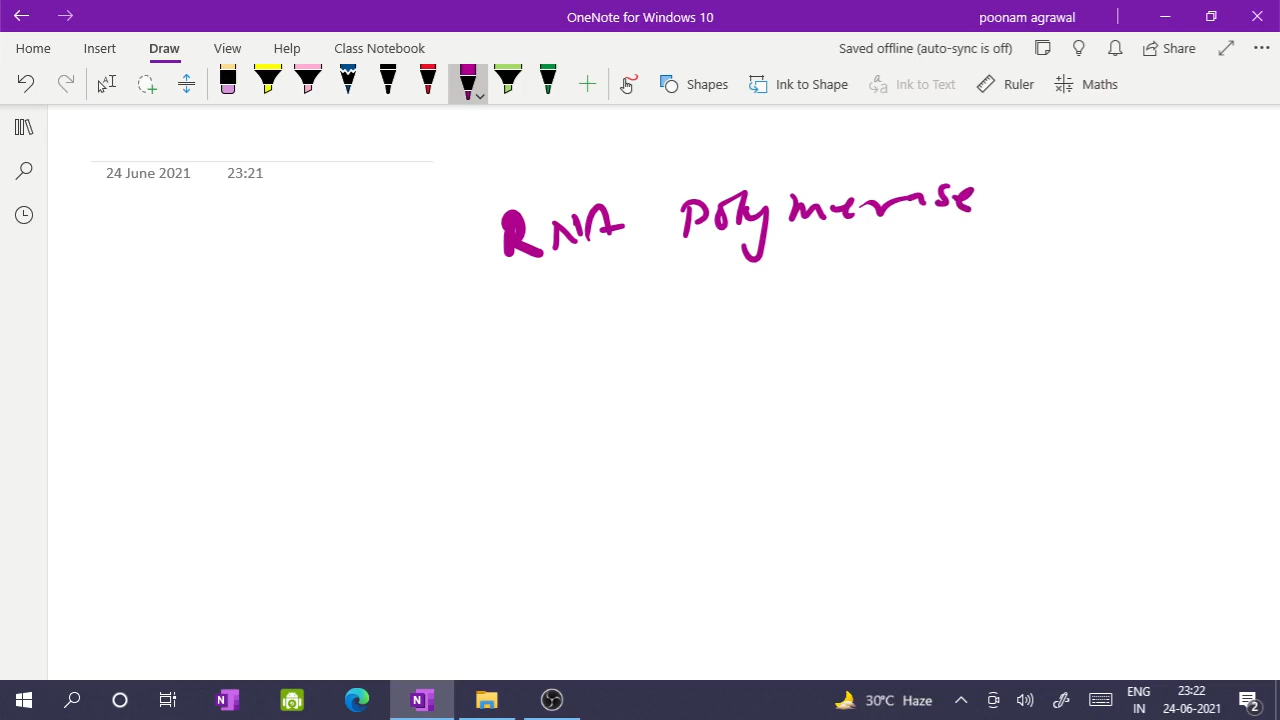 OneNote for Windows 10
poonam agrawal
Home Insert Draw View Help Class Notebook
Saved offline (auto-sync is off)
Share
Shapes
Ink to Shape
Ink to Text
Ruler
Maths
24 June 2021 23:21
RNA Polymerase
30°C Haze
ENG
IN
23:22
24-06-2021
2